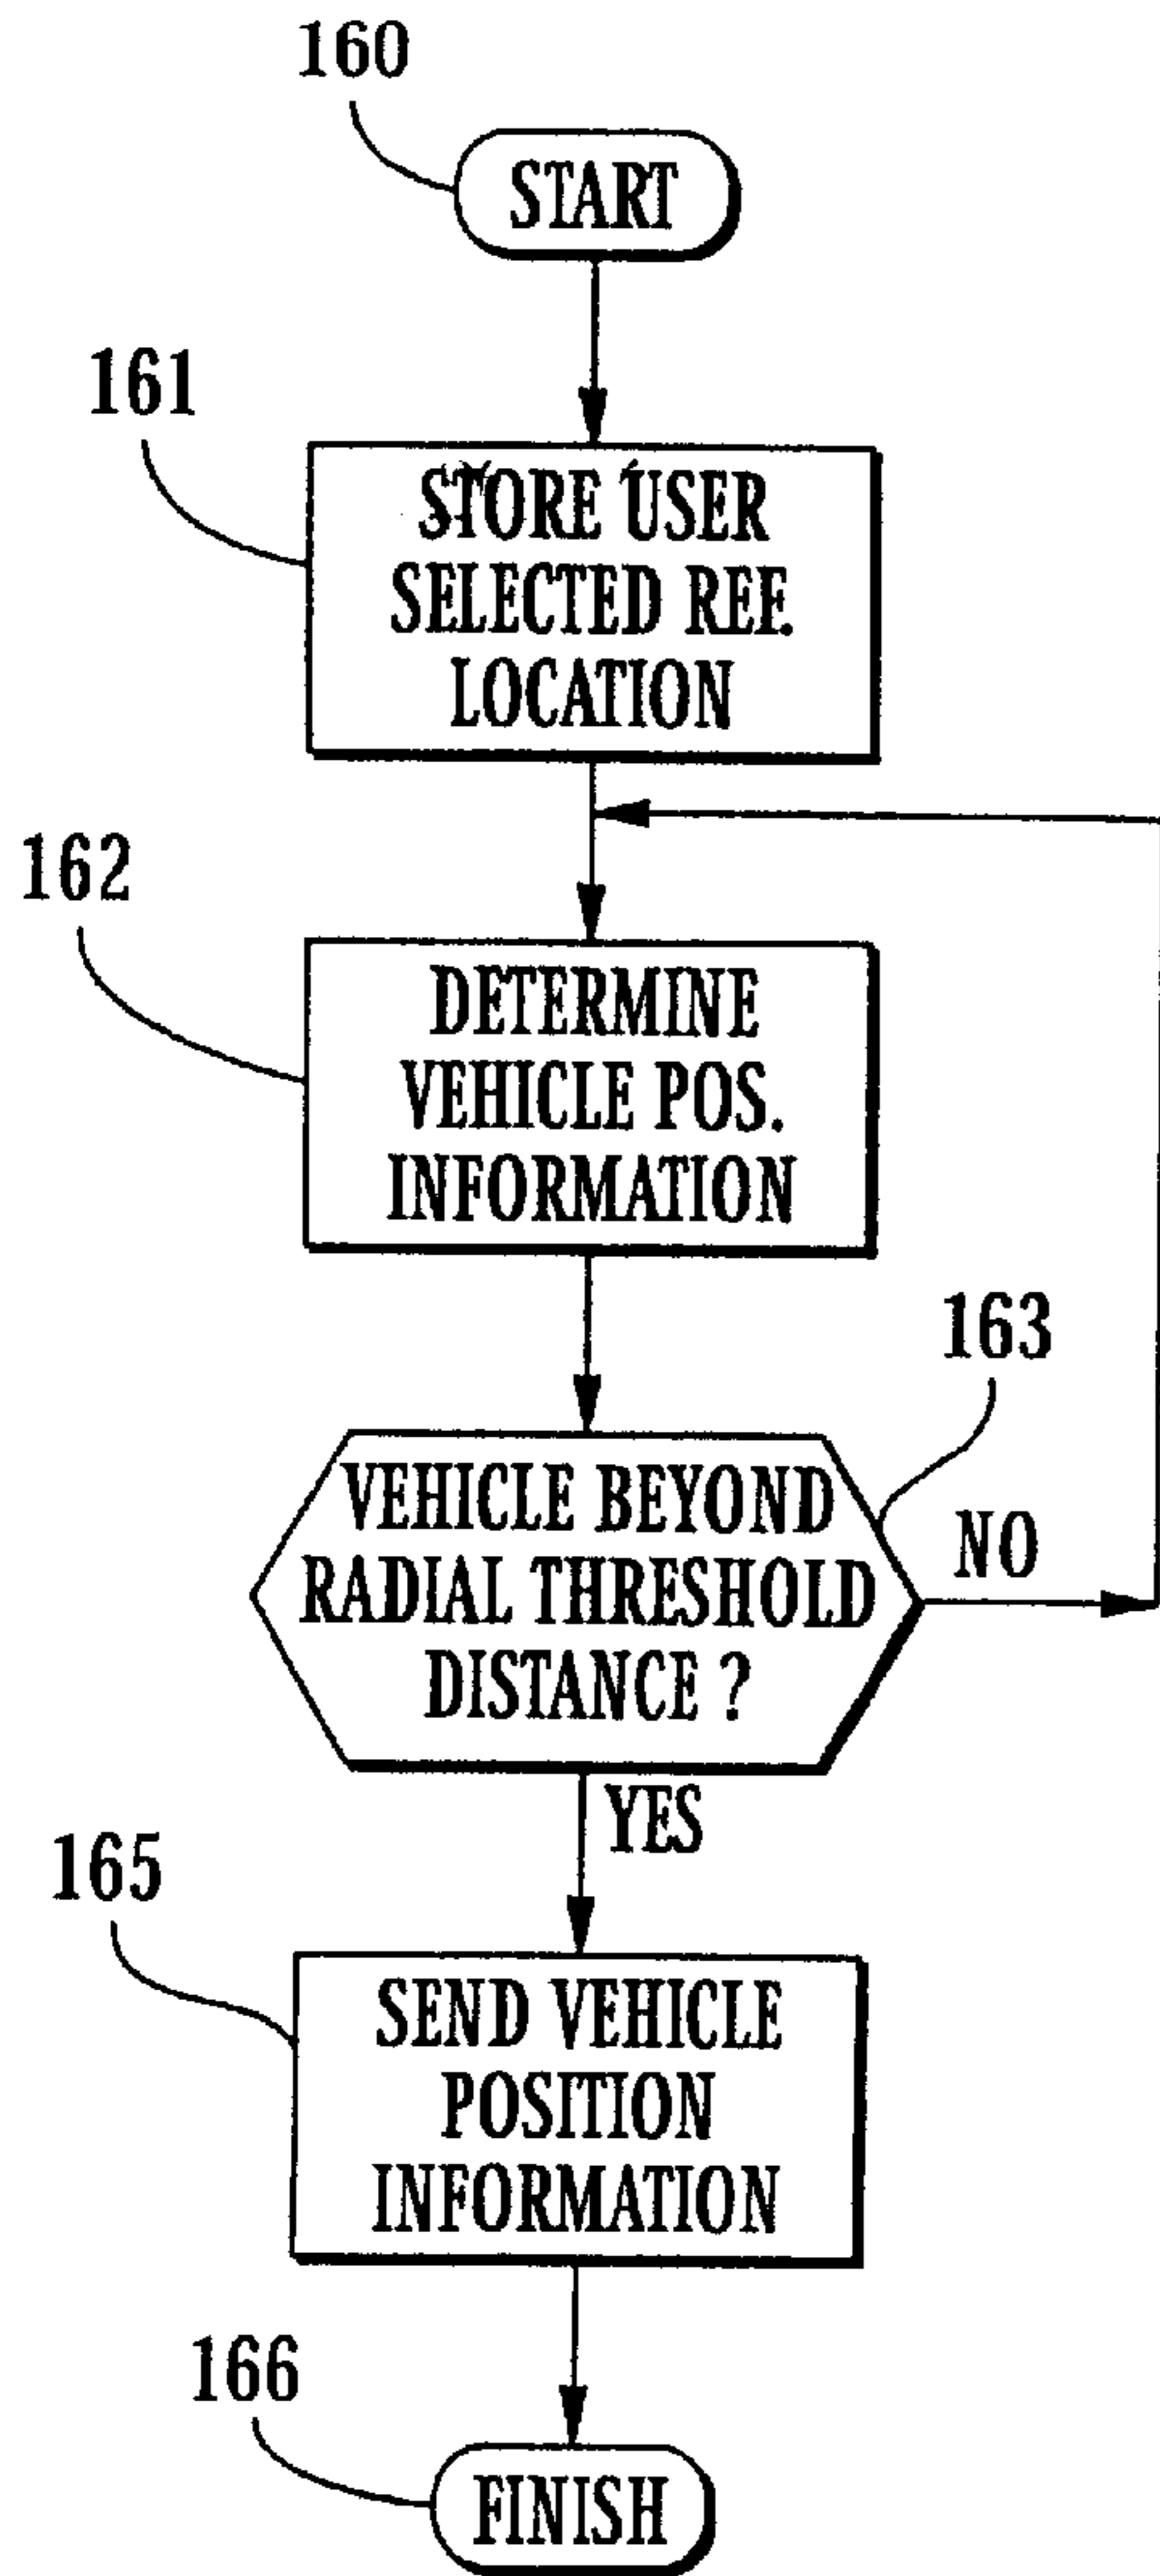 160
START
161
STORE USER
SELECTED REF.
LOCATION
162
DETERMINE
VEHICLE POS.
INFORMATION
163
VEHICLE BEYOND
RADIAL THRESHOLD
DISTANCE ?
NO
YES
165
SEND VEHICLE
POSITION
INFORMATION
166
FINISH